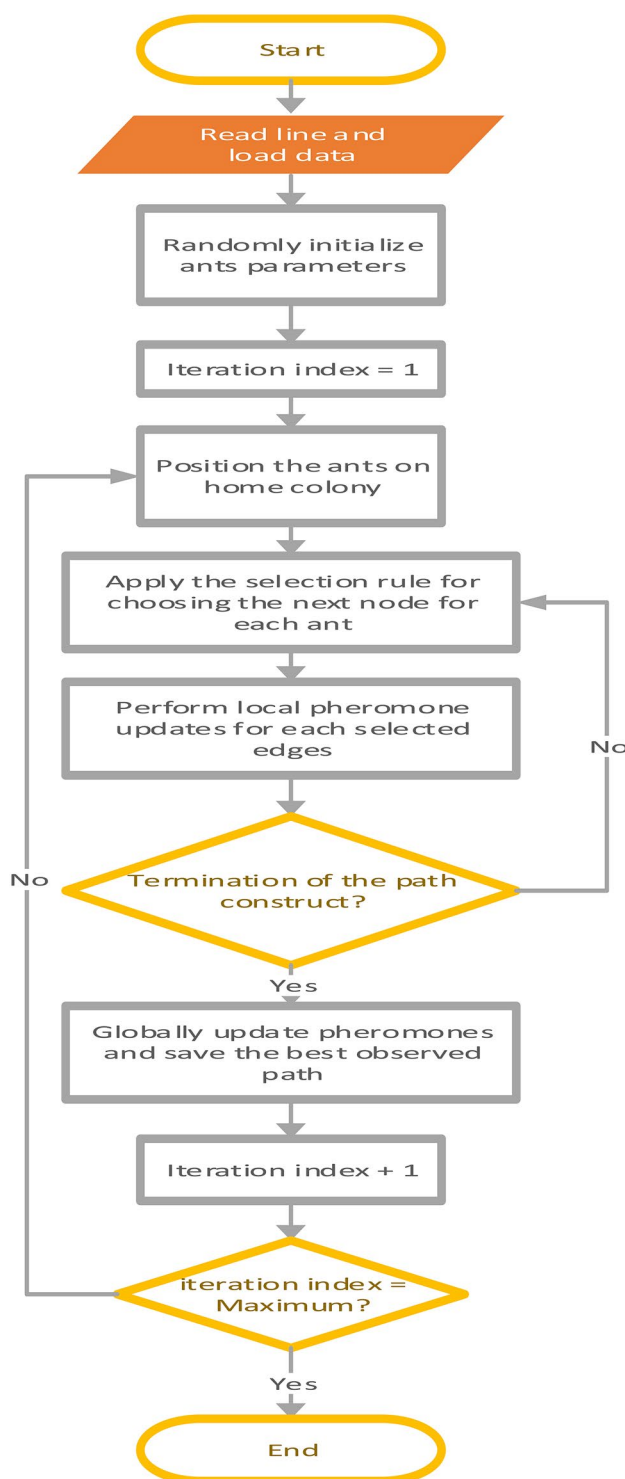 Start
Read line and
load data
Randomly initialize
ants parameters
Iteration index = 1
Position the ants on
home colony
Apply the selection rule for
choosing the next node for
each ant
Perform local pheromone
updates for each selected
edges
No
Termination of the path
construct?
No
Yes
Globally update pheromones
and save the best observed
path
Iteration index + 1
iteration index =
Maximum?
Yes
End